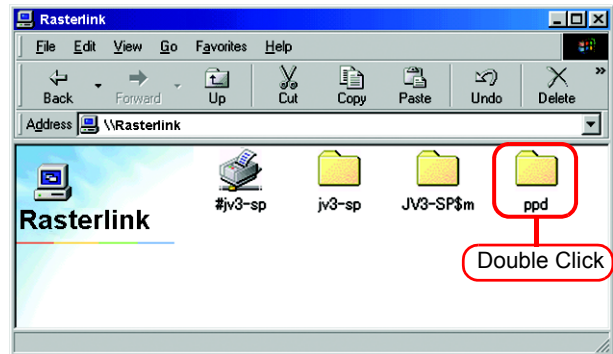 Rasterlink
File Edit View Go Favorites Help
Back Forward Up Cut Copy Paste Undo Delete »
Address \\Rasterlink
Rasterlink
#jv3-sp jv3-sp JV3-SP$m ppd
Double Click